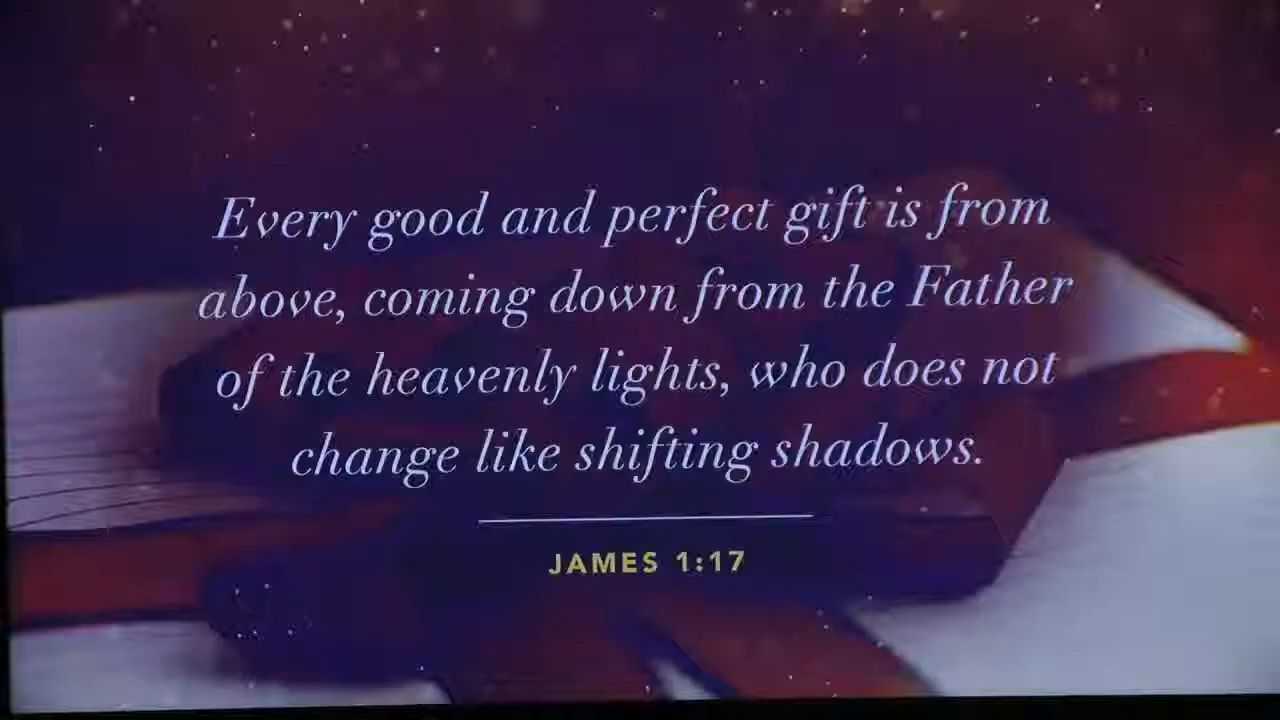 Every good and perfect gift is from
above, coming down from the Father
of the heavenly lights, who does not
change like shifting shadows.
JAMES 1:17